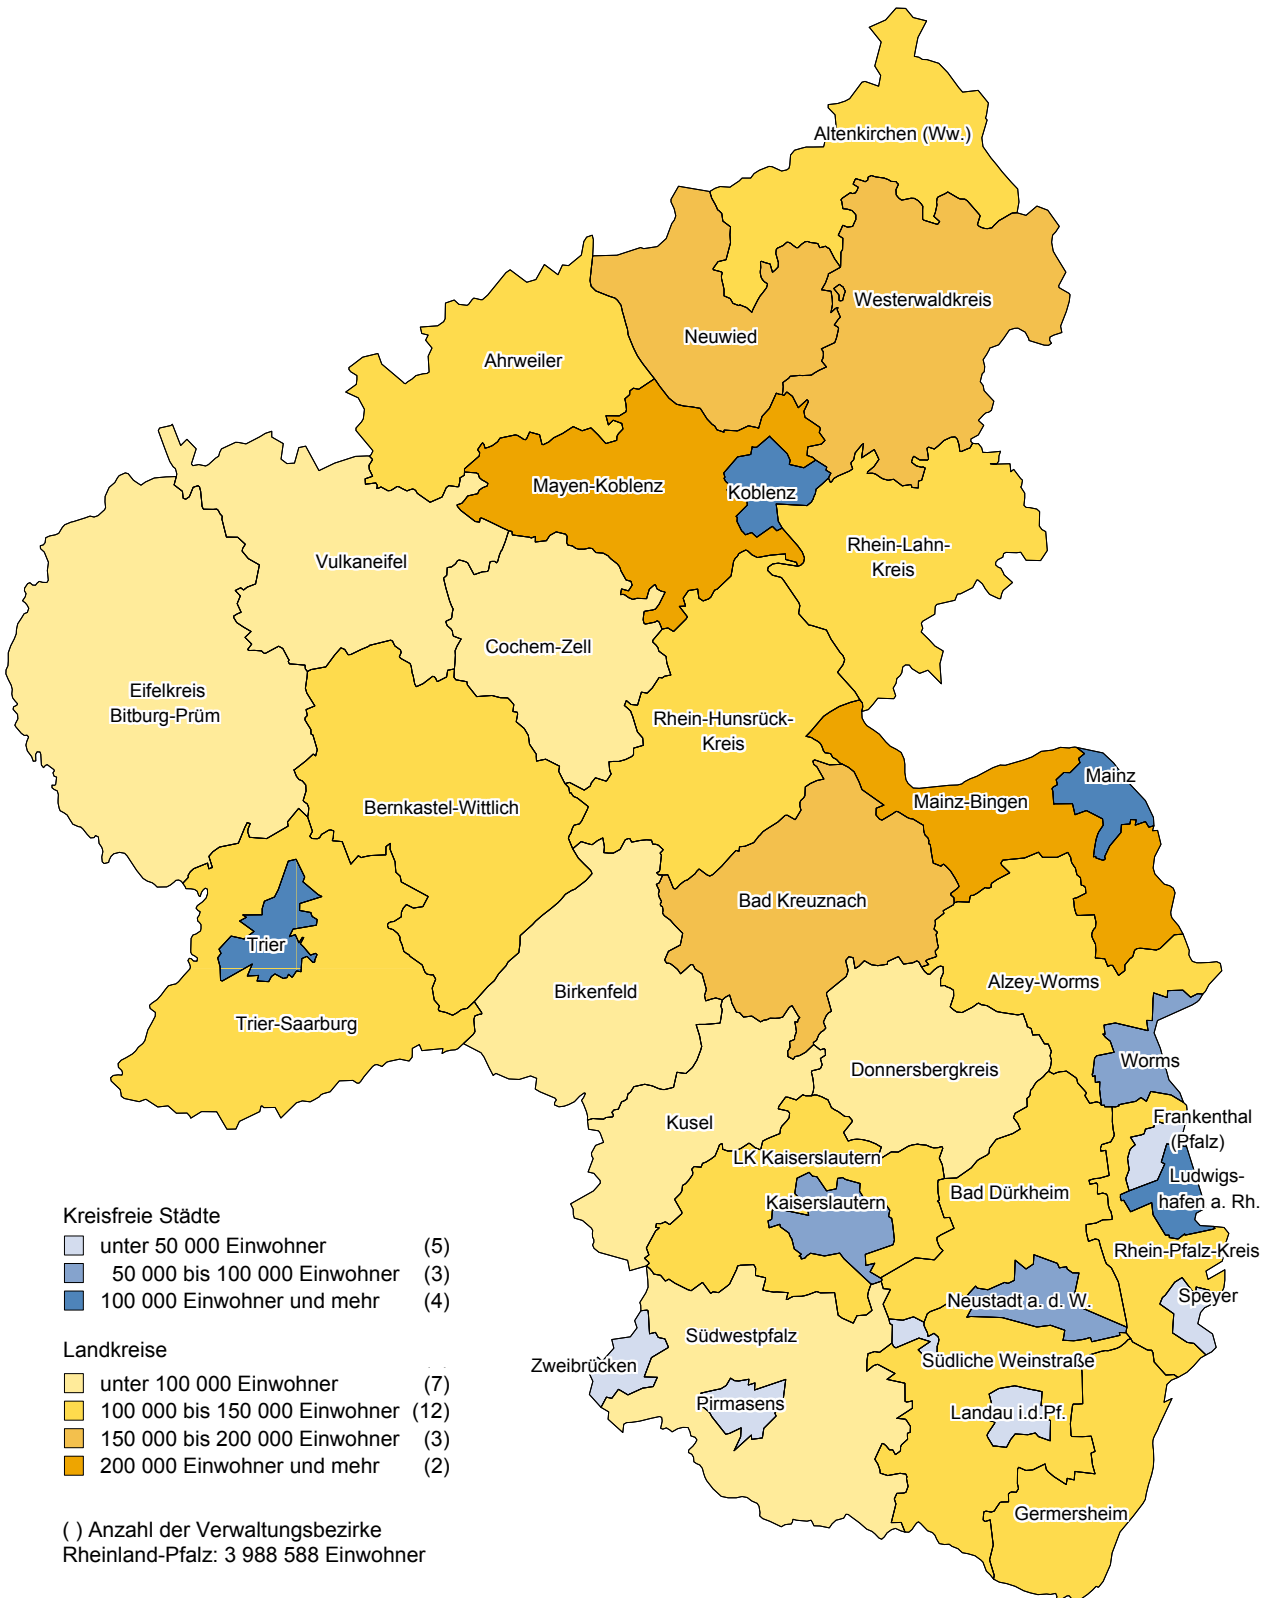 Altenkirchen (Ww.)
Westerwaldkreis
Neuwied
Ahrweiler
Mayen-Koblenz
Koblenz
Rhein-Lahn-
Kreis
Vulkaneifel
Cochem-Zell
Eifelkreis
Bitburg-Prüm
Rhein-Hunsrück-
Kreis
Mainz
Mainz-Bingen
Bernkastel-Wittlich
Bad Kreuznach
Trier
Alzey-Worms
Birkenfeld
Trier-Saarburg
Worms
Donnersbergkreis
Kusel
Frankenthal
(Pfalz)
LK Kaiserslautern
Ludwigs-
hafen a. Rh.
Bad Dürkheim
Kaiserslautern
Rhein-Pfalz-Kreis
Speyer
Neustadt a. d. W.
Südwestpfalz
Südliche Weinstraße
Zweibrücken
Pirmasens
Landau i.d.Pf.
Germersheim
Kreisfreie Städte
unter 50 000 Einwohner (5)
50 000 bis 100 000 Einwohner (3)
100 000 Einwohner und mehr (4)
Landkreise
unter 100 000 Einwohner (7)
100 000 bis 150 000 Einwohner (12)
150 000 bis 200 000 Einwohner (3)
200 000 Einwohner und mehr (2)
( ) Anzahl der Verwaltungsbezirke
Rheinland-Pfalz: 3 988 588 Einwohner